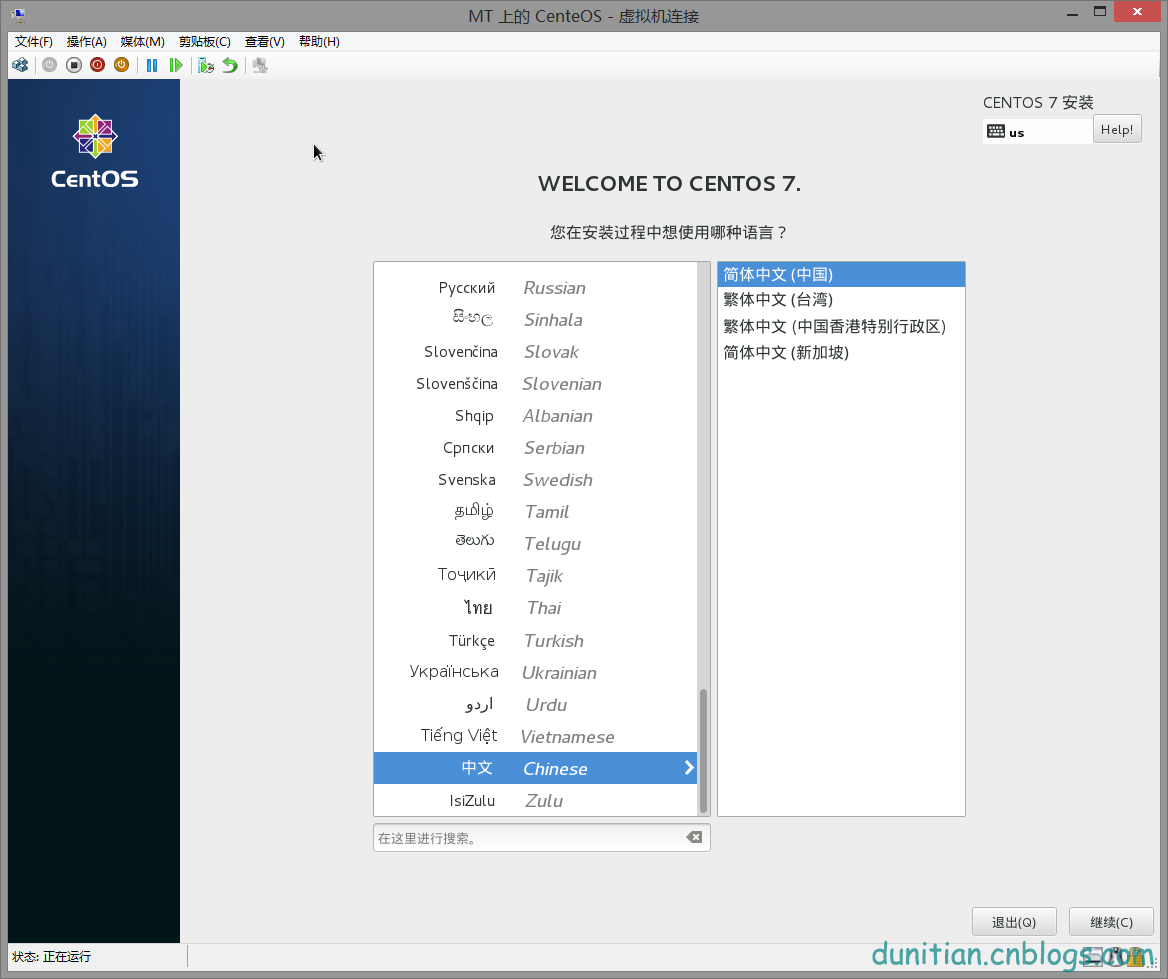 MT 上的 CenteOS - 虚拟机连接
文件(F) 操作(A) 媒体(M) 剪贴板(C) 查看(V) 帮助(H)
CentOS
CENTOS 7 安装
us
Help!
WELCOME TO CENTOS 7.
您在安装过程中想使用哪种语言？
Русский Russian
සිංහල Sinhala
Slovenčina Slovak
Slovenščina Slovenian
Shqip Albanian
Српски Serbian
Svenska Swedish
தமிழ் Tamil
తెలుగు Telugu
Тоҷикӣ Tajik
ไทย Thai
Türkçe Turkish
Українська Ukrainian
اردو Urdu
Tiếng Việt Vietnamese
中文 Chinese
IsiZulu Zulu
简体中文 (中国)
繁体中文 (台湾)
繁体中文 (中国香港特别行政区)
简体中文 (新加坡)
在这里进行搜索。
退出(Q)
继续(C)
状态: 正在运行
dunitian.cnblogs.com